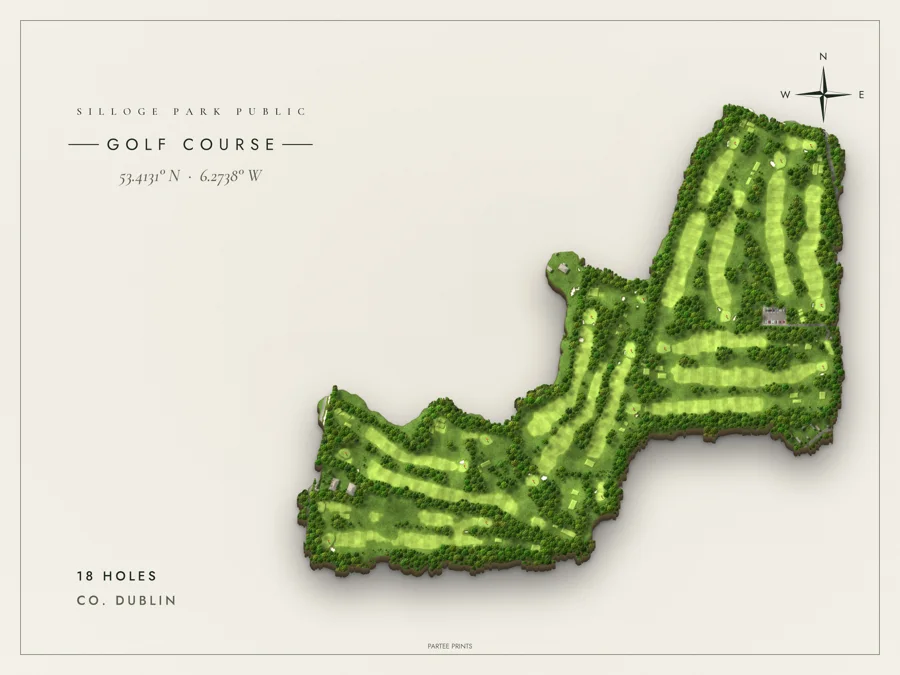 SILLOGE PARK PUBLIC
GOLF COURSE
53.4131° N · 6.2738° W
N
W E
18 HOLES
CO. DUBLIN
PARTEE PRINTS